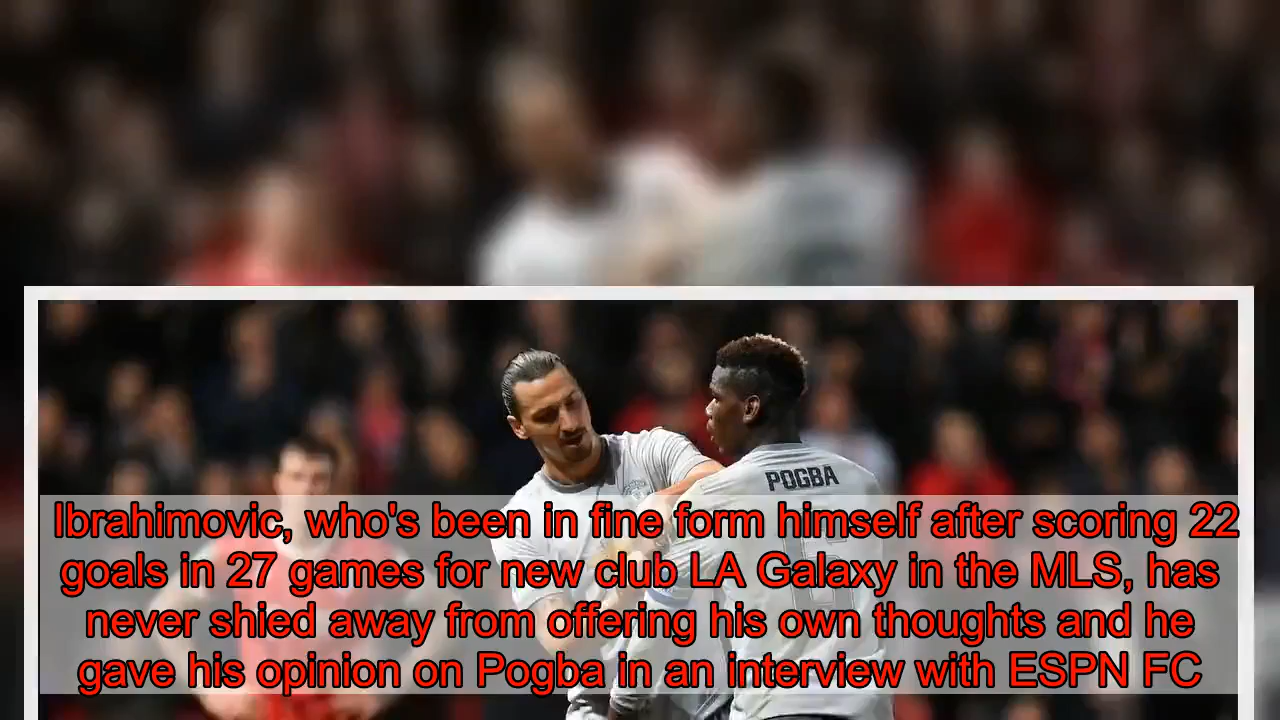 POGBA
Ibrahimovic, who's been in fine form himself after scoring 22
goals in 27 games for new club LA Galaxy in the MLS, has
never shied away from offering his own thoughts and he
gave his opinion on Pogba in an interview with ESPN FC